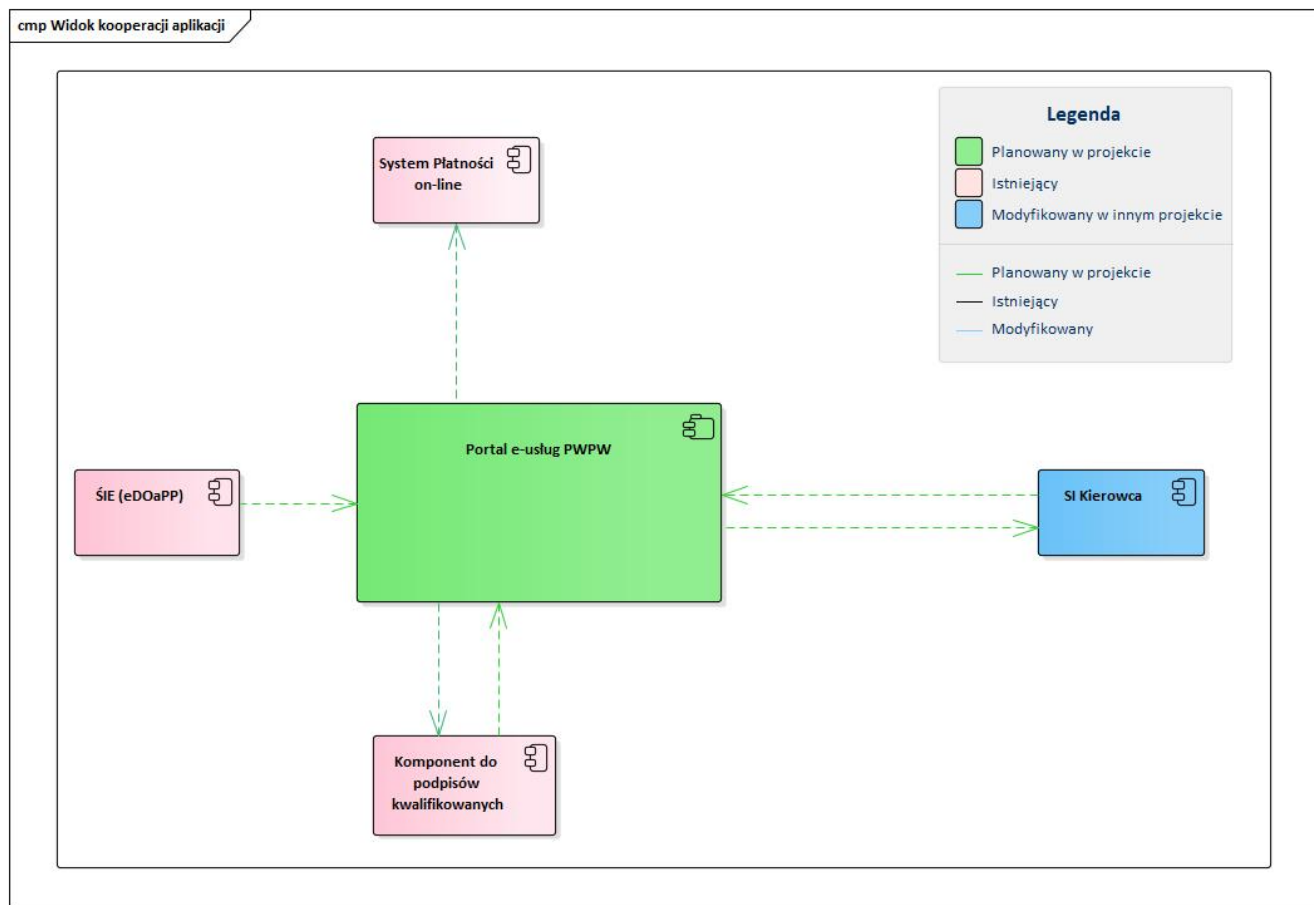 cmp Widok kooperacji aplikacji
Legenda
Planowany w projekcie
Istniejący
Modyfikowany w innym projekcie
Planowany w projekcie
Istniejący
Modyfikowany
System Płatności
on-line
Portal e-usług PWPW
ŚIE (eDOaPP)
SI Kierowca
Komponent do
podpisów
kwalifikowanych